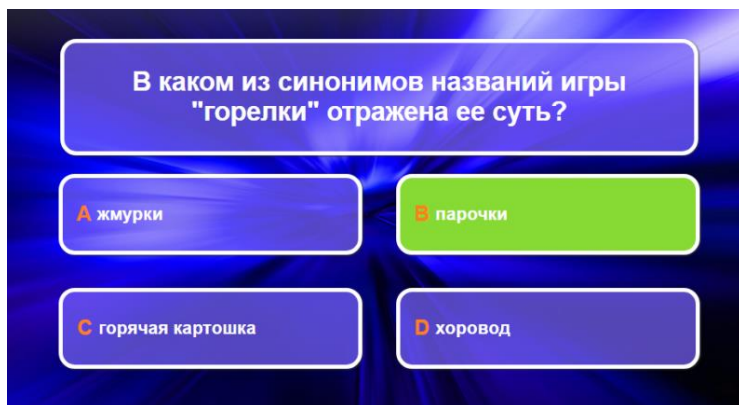 В каком из синонимов названий игры
"горелки" отражена ее суть?
A жмурки
B парочки
C горячая картошка
D хоровод